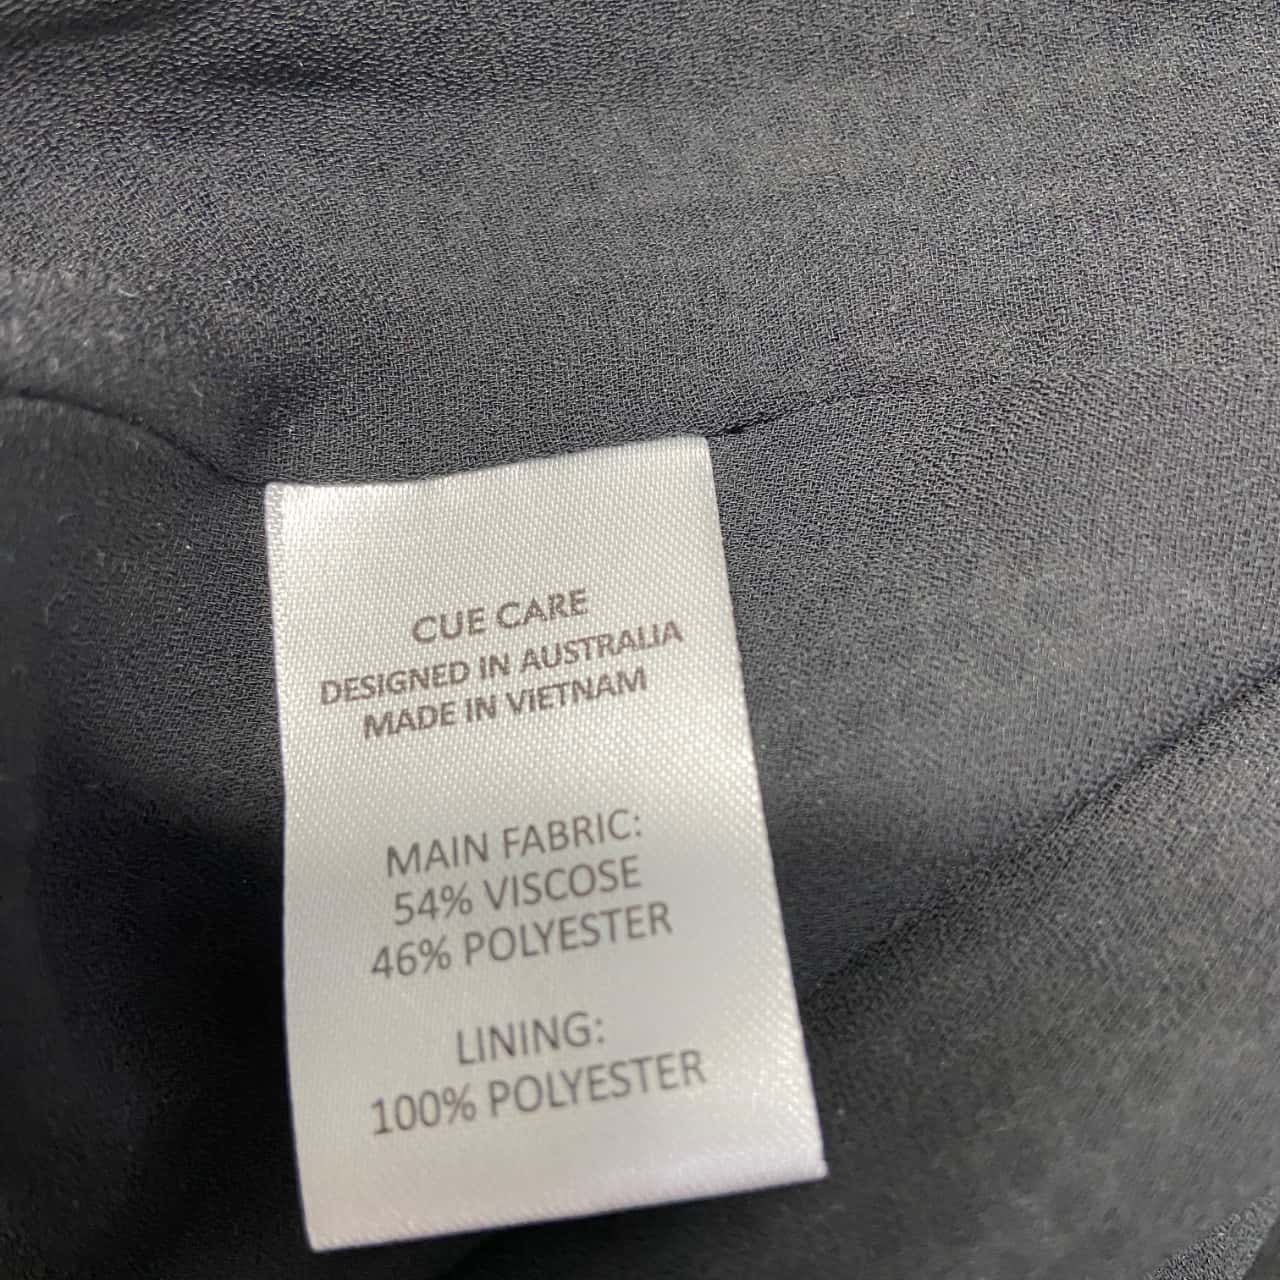 CUE CARE
DESIGNED IN AUSTRALIA
MADE IN VIETNAM
MAIN FABRIC:
54% VISCOSE
46% POLYESTER
LINING:
100% POLYESTER